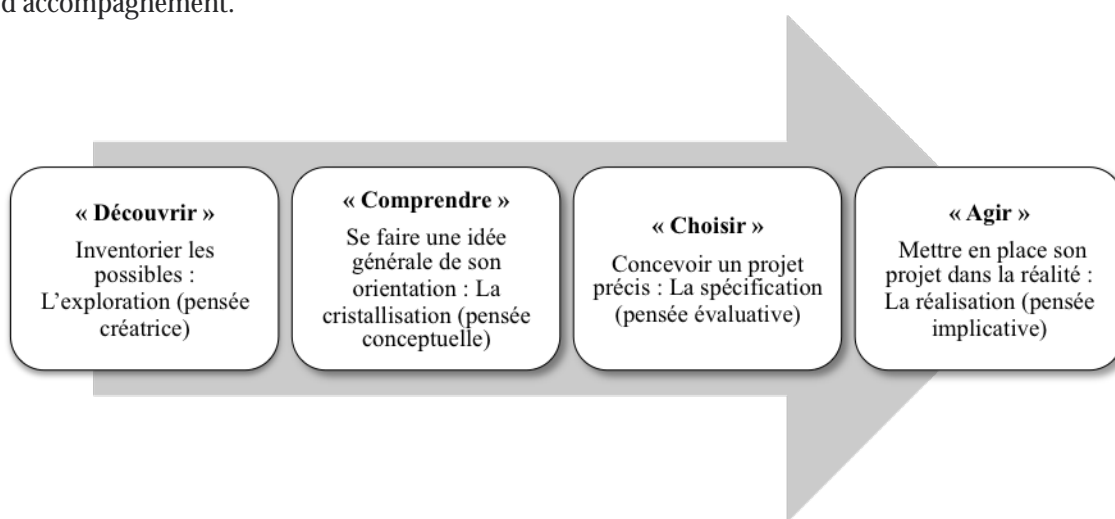 d'accompagnement.
« Découvrir »
Inventorier les
possibles :
L'exploration (pensée
créatrice)
« Comprendre »
Se faire une idée
générale de son
orientation : La
cristallisation (pensée
conceptuelle)
« Choisir »
Concevoir un projet
précis : La spécification
(pensée évaluative)
« Agir »
Mettre en place son
projet dans la réalité :
La réalisation (pensée
implicative)